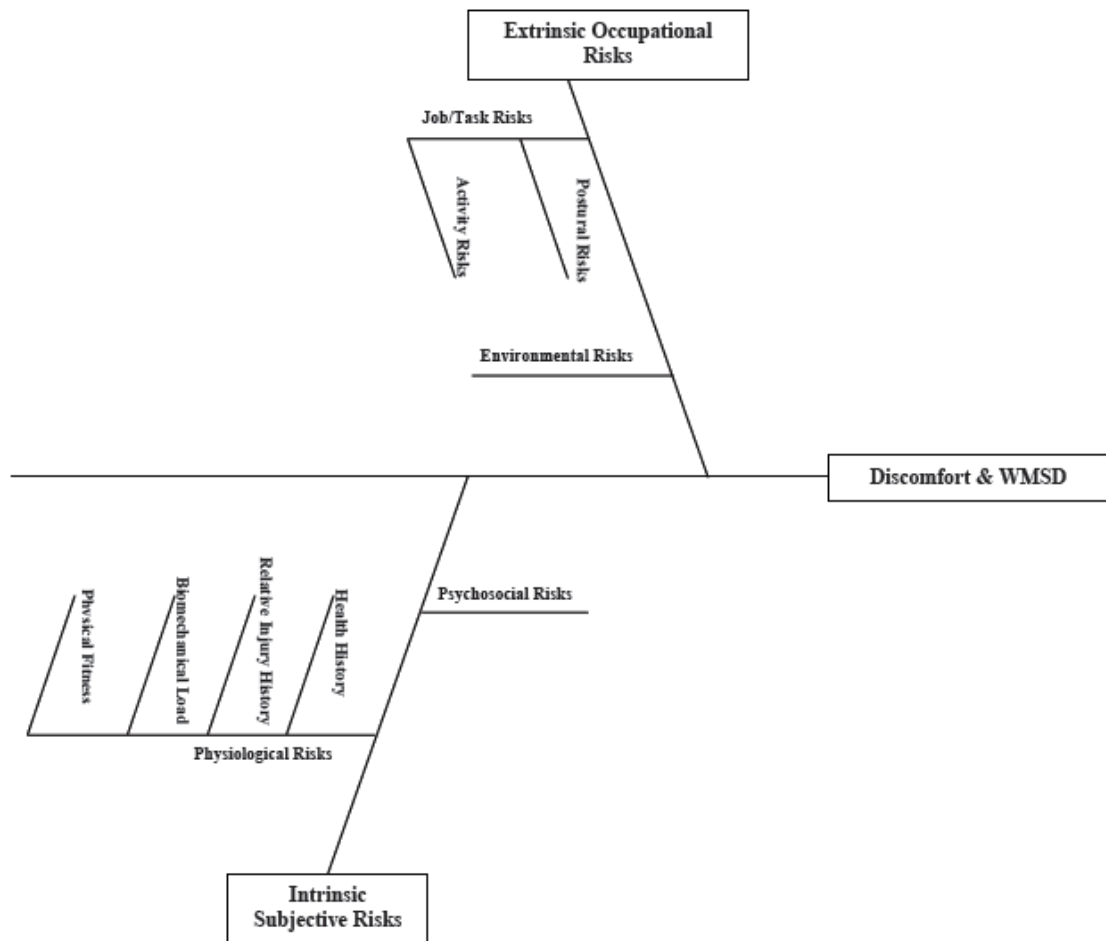 Extrinsic Occupational
Risks
Job/Task Risks
Activity Risks
Postural Risks
Environmental Risks
Discomfort & WMSD
Psychosocial Risks
Physical Fitness
Biomechanical Load
Relative Injury History
Health History
Physiological Risks
Intrinsic
Subjective Risks